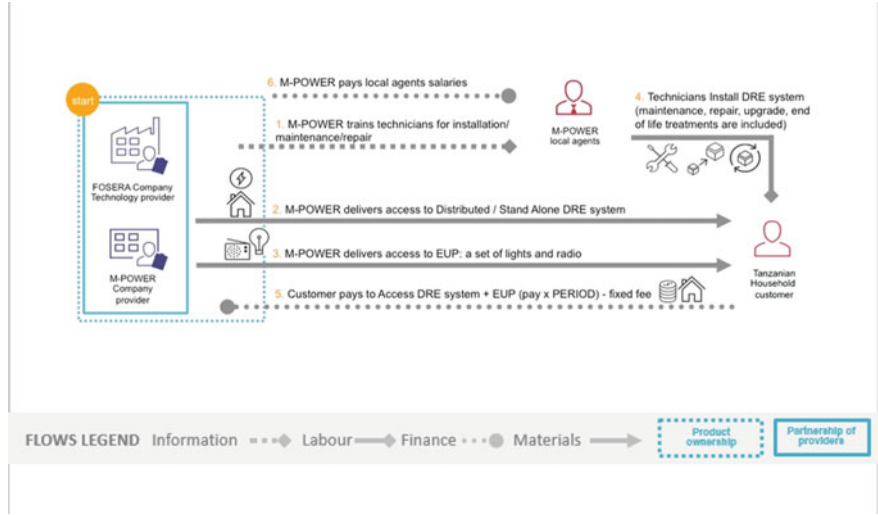 start
6. M-POWER pays local agents salaries
1. M-POWER trains technicians for installation/
maintenance/repair
M-POWER
local agents
4. Technicians Install DRE system
(maintenance, repair, upgrade, end
of life treatments are included)
FOSERA Company
Technology provider
2. M-POWER delivers access to Distributed / Stand Alone DRE system
3. M-POWER delivers access to EUP: a set of lights and radio
M-POWER
Company
provider
Tanzanian
Household
customer
5. Customer pays to Access DRE system + EUP (pay x PERIOD) - fixed fee
FLOWS LEGEND Information Labour Finance Materials
Product
ownership
Partnership of
providers